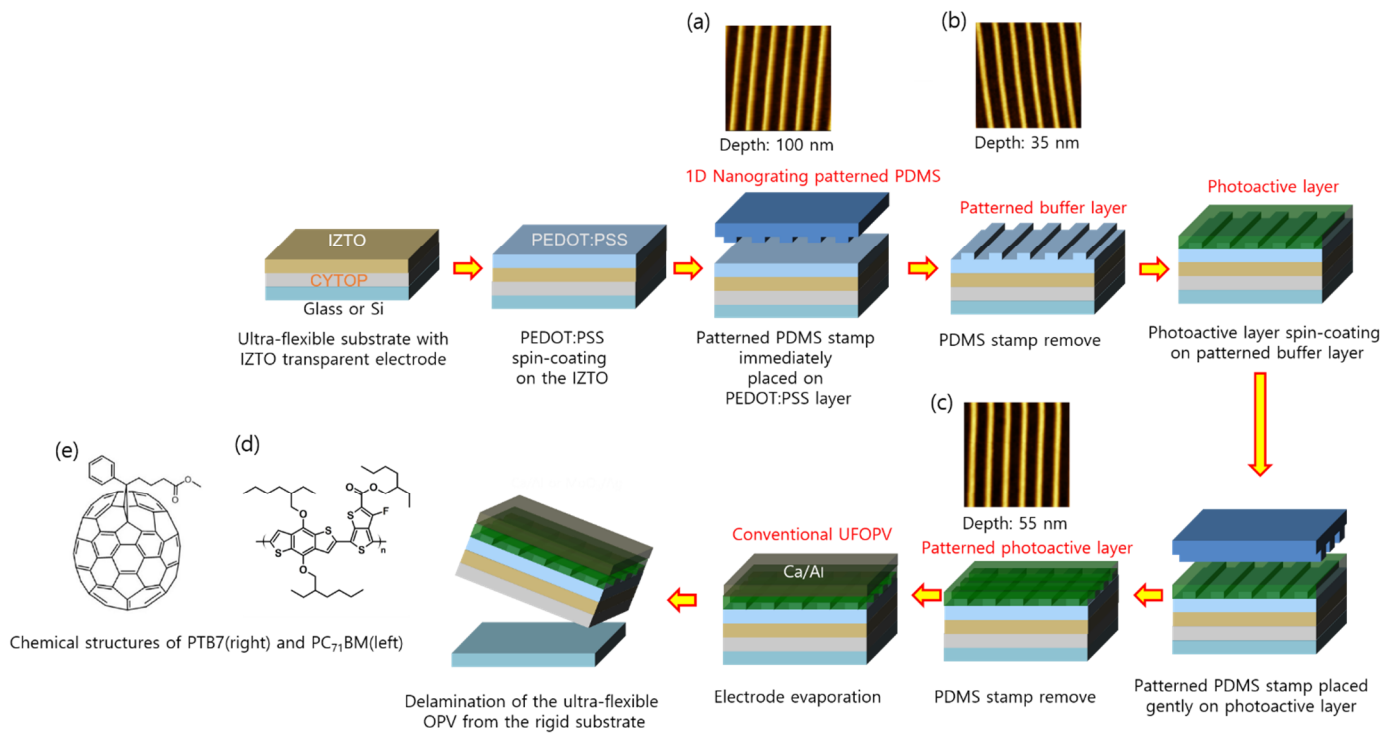 (a)
(b)
Depth: 100 nm
Depth: 35 nm
1D Nanograting patterned PDMS
Patterned buffer layer
Photoactive layer
IZTO
CYTOP
Glass or Si
Ultra-flexible substrate with
IZTO transparent electrode
PEDOT:PSS
PEDOT:PSS
spin-coating
on the IZTO
Patterned PDMS stamp
immediately
placed on
PEDOT:PSS layer
PDMS stamp remove
Photoactive layer spin-coating
on patterned buffer layer
(c)
Depth: 55 nm
Patterned photoactive layer
Patterned PDMS stamp placed
gently on photoactive layer
PDMS stamp remove
Conventional UFOPV
Ca/Al
Electrode evaporation
Delamination of the ultra-flexible
OPV from the rigid substrate
(e)
(d)
O
O
O
O
O
F
S
S
S
S
n
Chemical structures of PTB7(right) and PC71BM(left)